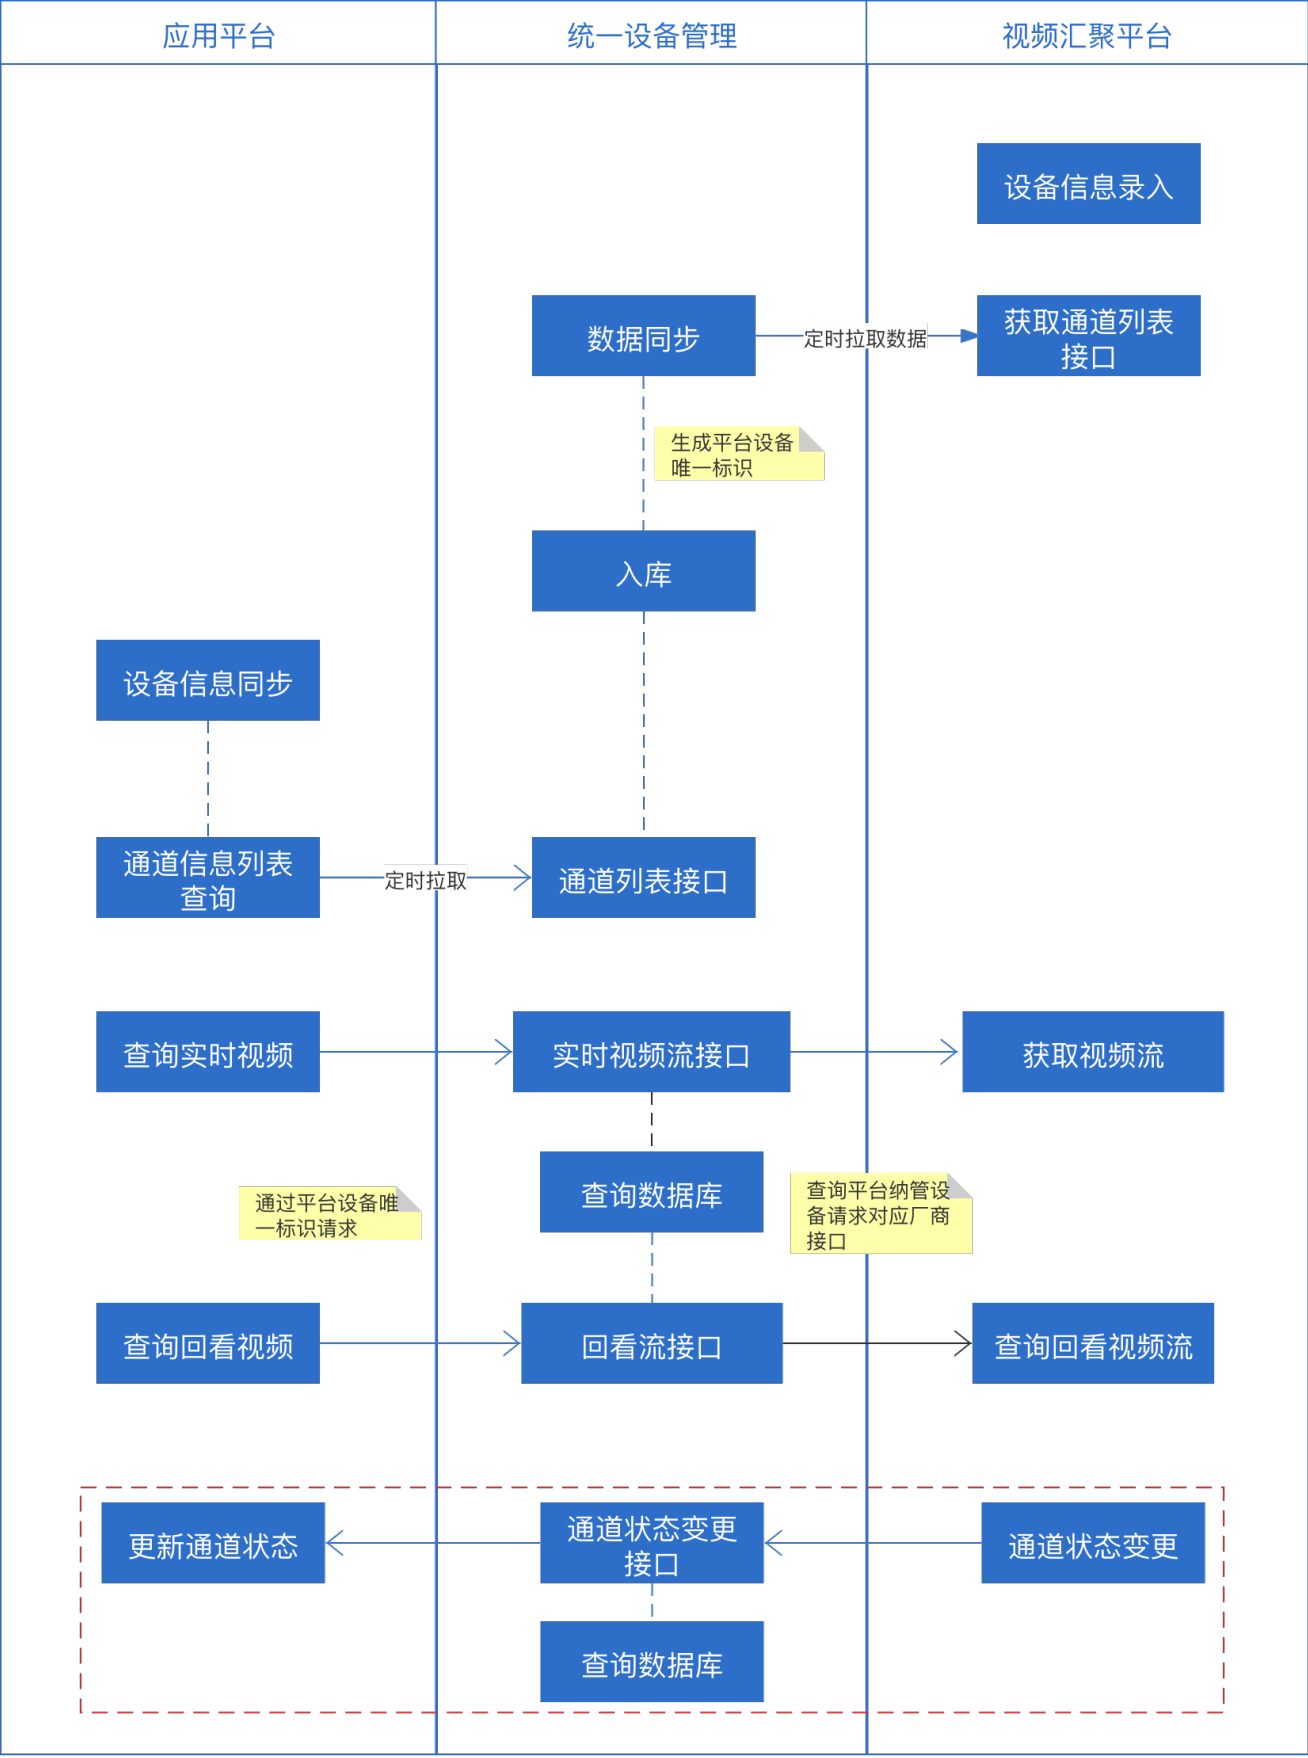 应用平台
统一设备管理
视频汇聚平台
设备信息录入
数据同步
定时拉取数据
获取通道列表
接口
生成平台设备
唯一标识
入库
设备信息同步
通道信息列表
查询
定时拉取
通道列表接口
查询实时视频
实时视频流接口
获取视频流
查询数据库
通过平台设备唯
一标识请求
查询平台纳管设
备请求对应厂商
接口
查询回看视频
回看流接口
查询回看视频流
更新通道状态
通道状态变更
接口
通道状态变更
查询数据库